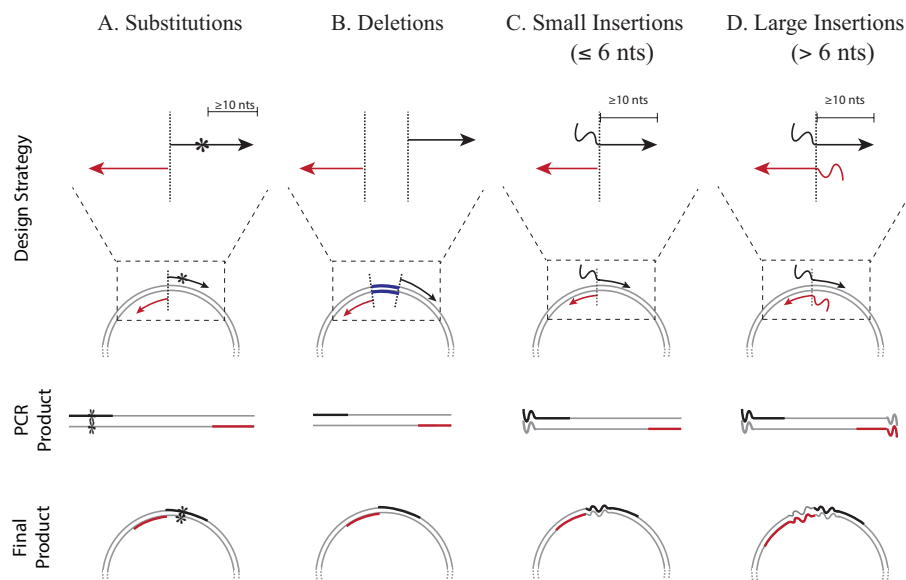 A. Substitutions
B. Deletions
C. Small Insertions
(≤ 6 nts)
D. Large Insertions
(> 6 nts)
Design Strategy
≥10 nts
≥10 nts
≥10 nts
*
*
PCR
Product
*
*
Final
Product
*
*